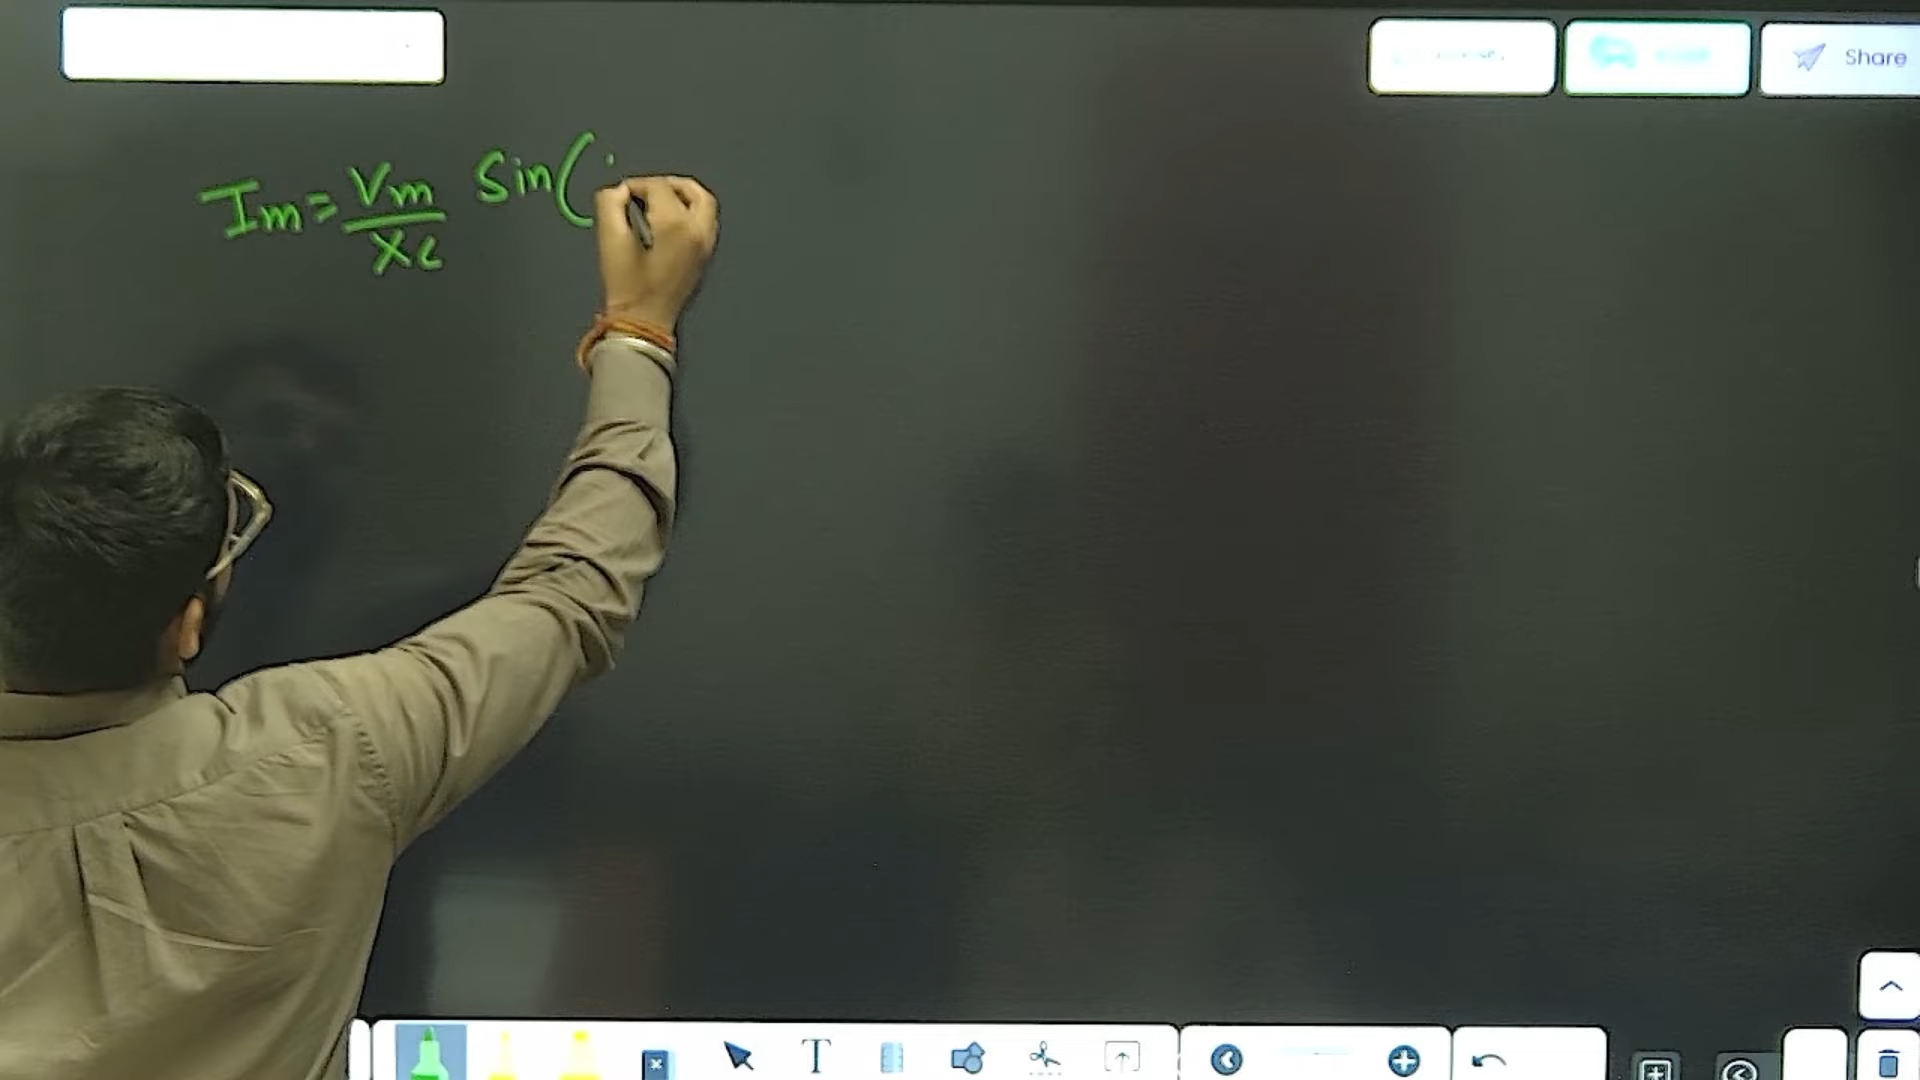 Share
Im = Vm/Xc Sin(
T